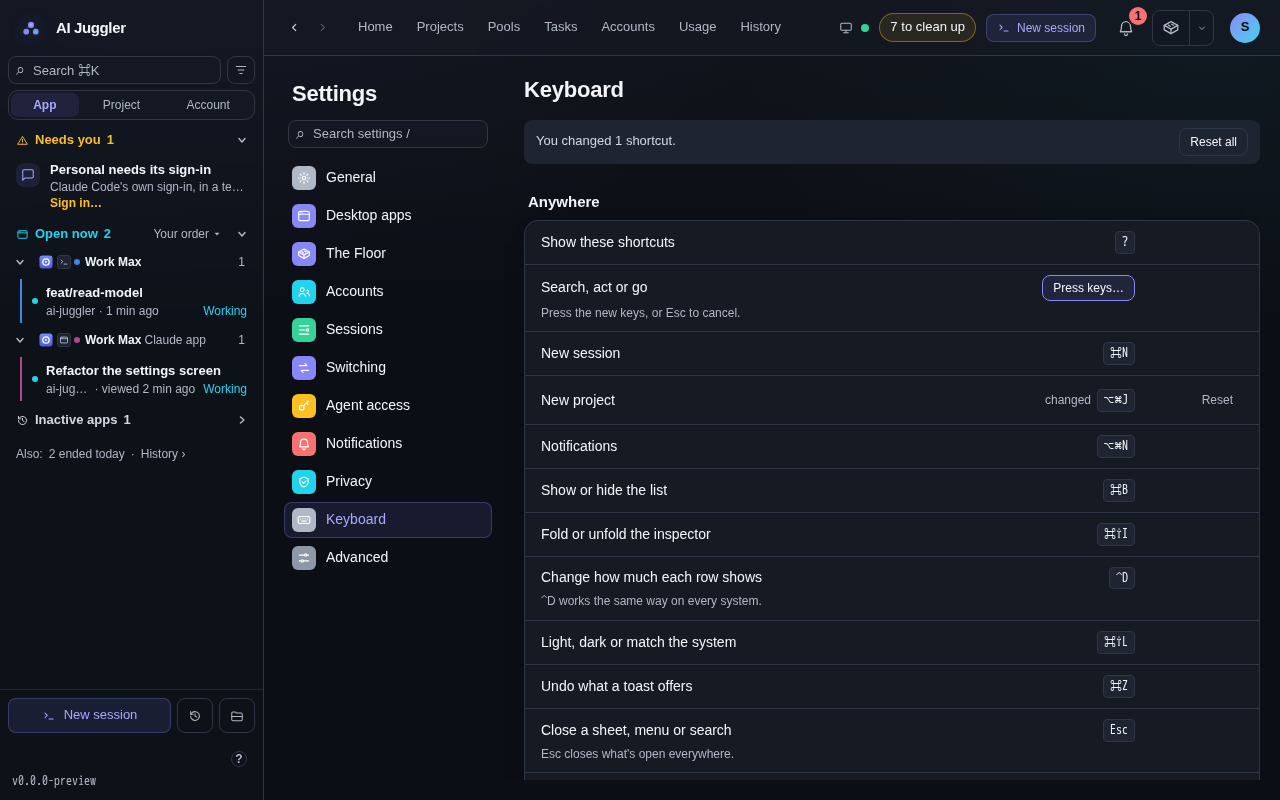 AI Juggler
Search ⌘K
App
Project
Account
Needs you 1
Personal needs its sign-in
Claude Code's own sign-in, in a te…
Sign in…
Open now 2
Your order
Work Max
1
feat/read-model
ai-juggler · 1 min ago
Working
Work Max Claude app
1
Refactor the settings screen
ai-jug… · viewed 2 min ago
Working
Inactive apps 1
Also: 2 ended today · History ›
New session
?
v0.0.0-preview
Home
Projects
Pools
Tasks
Accounts
Usage
History
7 to clean up
New session
1
S
Settings
Search settings /
General
Desktop apps
The Floor
Accounts
Sessions
Switching
Agent access
Notifications
Privacy
Keyboard
Advanced
Keyboard
You changed 1 shortcut.
Reset all
Anywhere
Show these shortcuts
?
Search, act or go
Press keys…
Press the new keys, or Esc to cancel.
New session
⌘N
New project
changed
⌥⌘J
Reset
Notifications
⌥⌘N
Show or hide the list
⌘B
Fold or unfold the inspector
⌘⇧I
Change how much each row shows
^D
^D works the same way on every system.
Light, dark or match the system
⌘⇧L
Undo what a toast offers
⌘Z
Close a sheet, menu or search
Esc
Esc closes what's open everywhere.